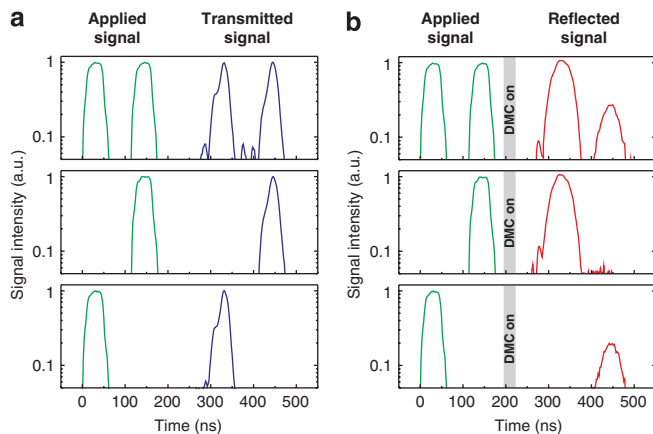 a
Applied signal
Transmitted signal
Signal intensity (a.u.)
1
0.1
1
0.1
1
0.1
0 100 200 300 400 500
Time (ns)
b
Applied signal
Reflected signal
Signal intensity (a.u.)
1
0.1
DMC on
1
0.1
DMC on
1
0.1
DMC on
0 100 200 300 400 500
Time (ns)